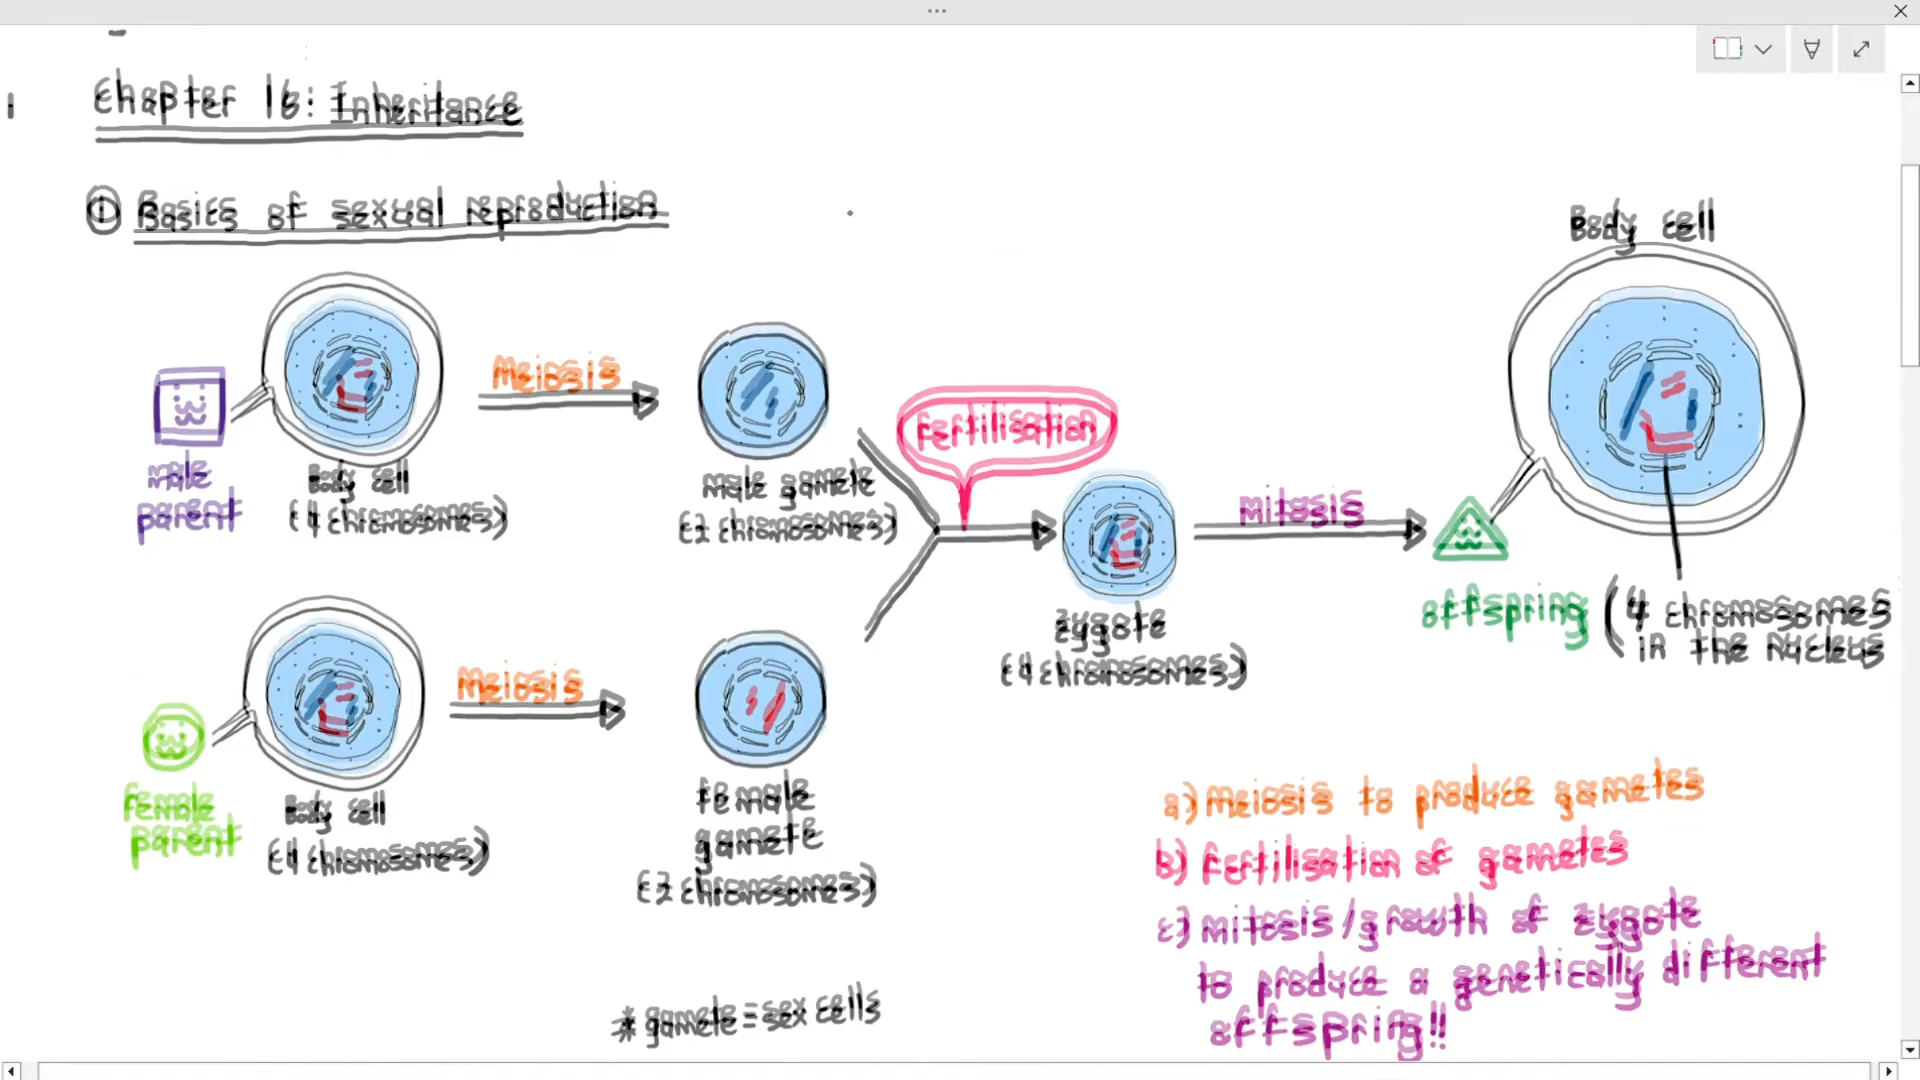 Chapter 16: Inheritance
① Basics of sexual reproduction
Body cell
Meiosis
fertilisation
male parent
Body cell
(4 chromosomes)
male gamete
(2 chromosomes)
mitosis
zygote
(4 chromosomes)
offspring
(4 chromosomes
in the nucleus
Meiosis
female parent
Body cell
(4 chromosomes)
female
gamete
(2 chromosomes)
a) Meiosis to produce gametes
b) fertilisation of gametes
c) mitosis/growth of zygote
to produce a genetically different
offspring!!
* gamete = sex cells